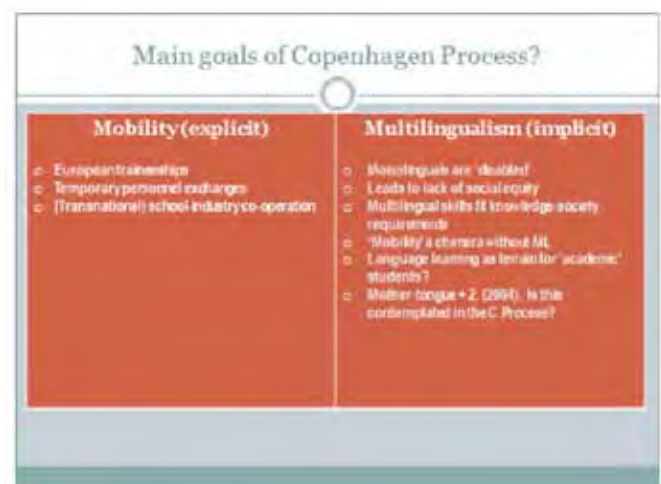 Main goals of Copenhagen Process?
Mobility (explicit)
European traineeships
Temporary personnel exchanges
(Transnational) school industry co-operation
Multilingualism (implicit)
Monolinguals are 'disabled'
Leads to lack of social equity
Multilingual skills fit knowledge society
requirements
'Mobility' a chimera without ML
Language learning as terrain for 'academic'
students?
Mother tongue + 2 (2004). Is this
contemplated in the C. Process?